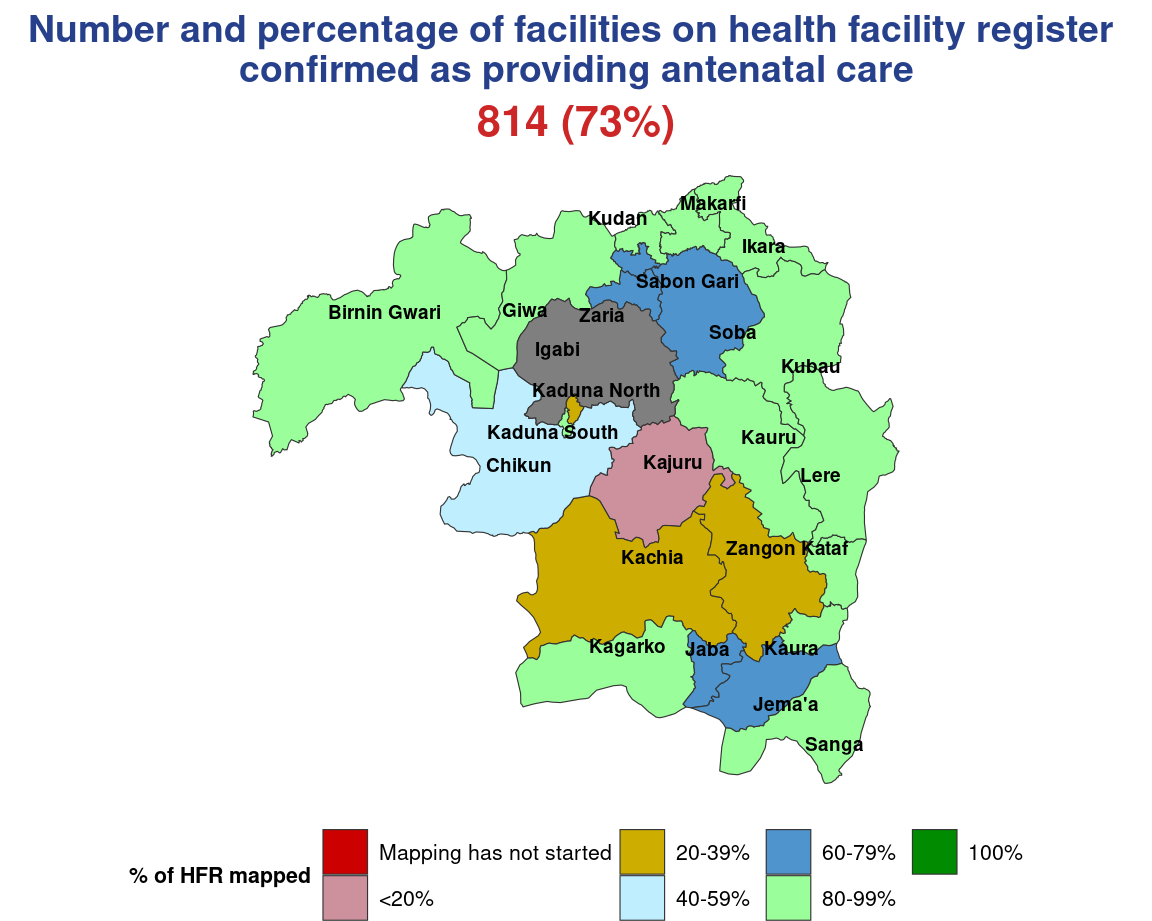 Number and percentage of facilities on health facility register
confirmed as providing antenatal care
814 (73%)
Makarfi
Kudan
Ikara
Sabon Gari
Birnin Gwari
Giwa
Zaria
Soba
Igabi
Kubau
Kaduna North
Kaduna South
Kauru
Chikun
Kajuru
Lere
Zangon Kataf
Kachia
Kagarko
Jaba
Kaura
Jema'a
Sanga
% of HFR mapped
Mapping has not started
<20%
20-39%
40-59%
60-79%
80-99%
100%